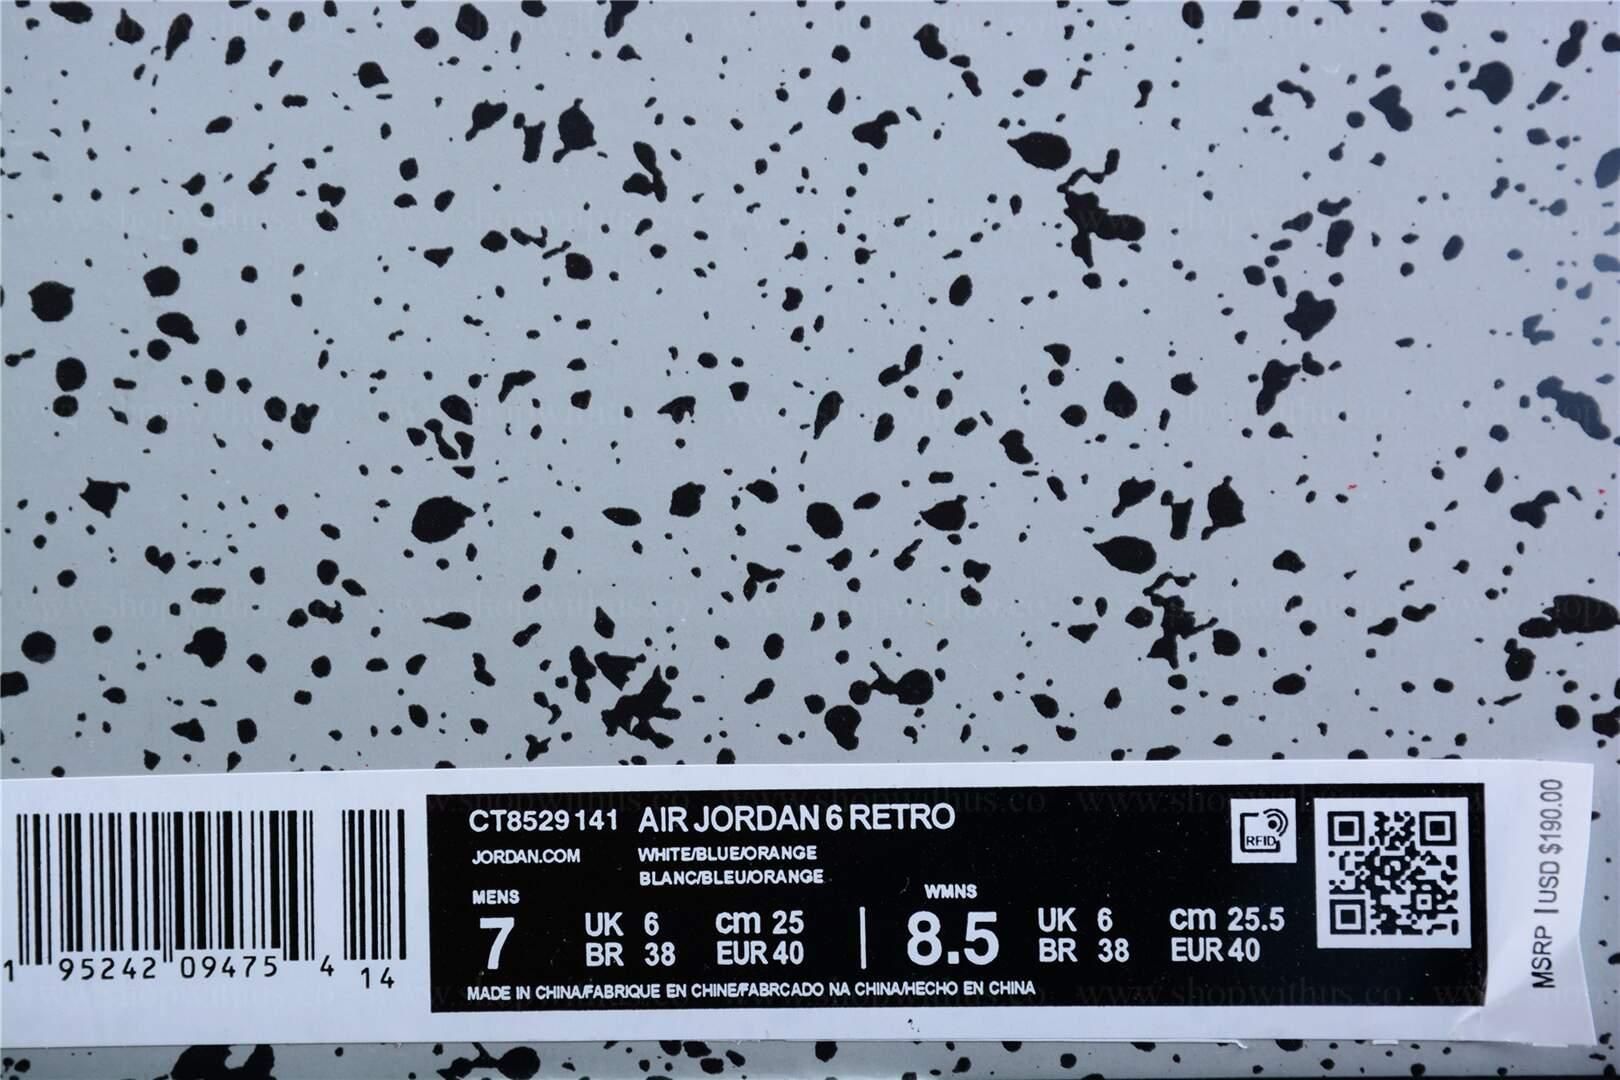 CT8529 141 AIR JORDAN 6 RETRO
JORDAN.COM WHITE/BLUE/ORANGE
BLANC/BLEU/ORANGE
RFID
MENS
7
UK 6 cm 25
BR 38 EUR 40
WMNS
8.5
UK 6 cm 25.5
BR 38 EUR 40
MADE IN CHINA/FABRIQUE EN CHINE/FABRCADO NA CHINA/HECHO EN CHINA
1 95242 09475 4
14
MSRP | USD $190.00
www.shopwithus.co